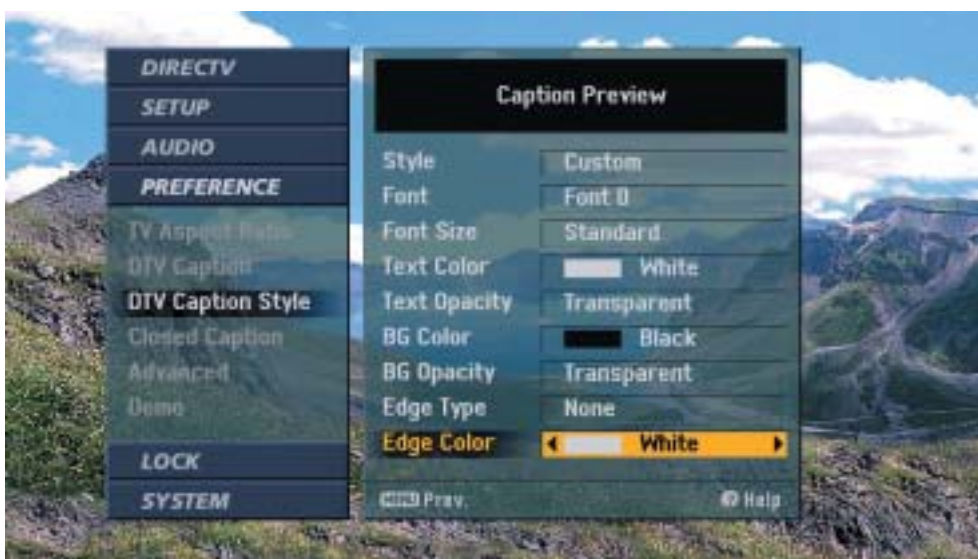 DIRECTV
SETUP
AUDIO
PREFERENCE
TV Aspect Ratio
DTV Caption
DTV Caption Style
Closed Caption
Advanced
Demo
LOCK
SYSTEM
Caption Preview
Style Custom
Font Font 0
Font Size Standard
Text Color White
Text Opacity Transparent
BG Color Black
BG Opacity Transparent
Edge Type None
Edge Color White
MENU Prev.
Help